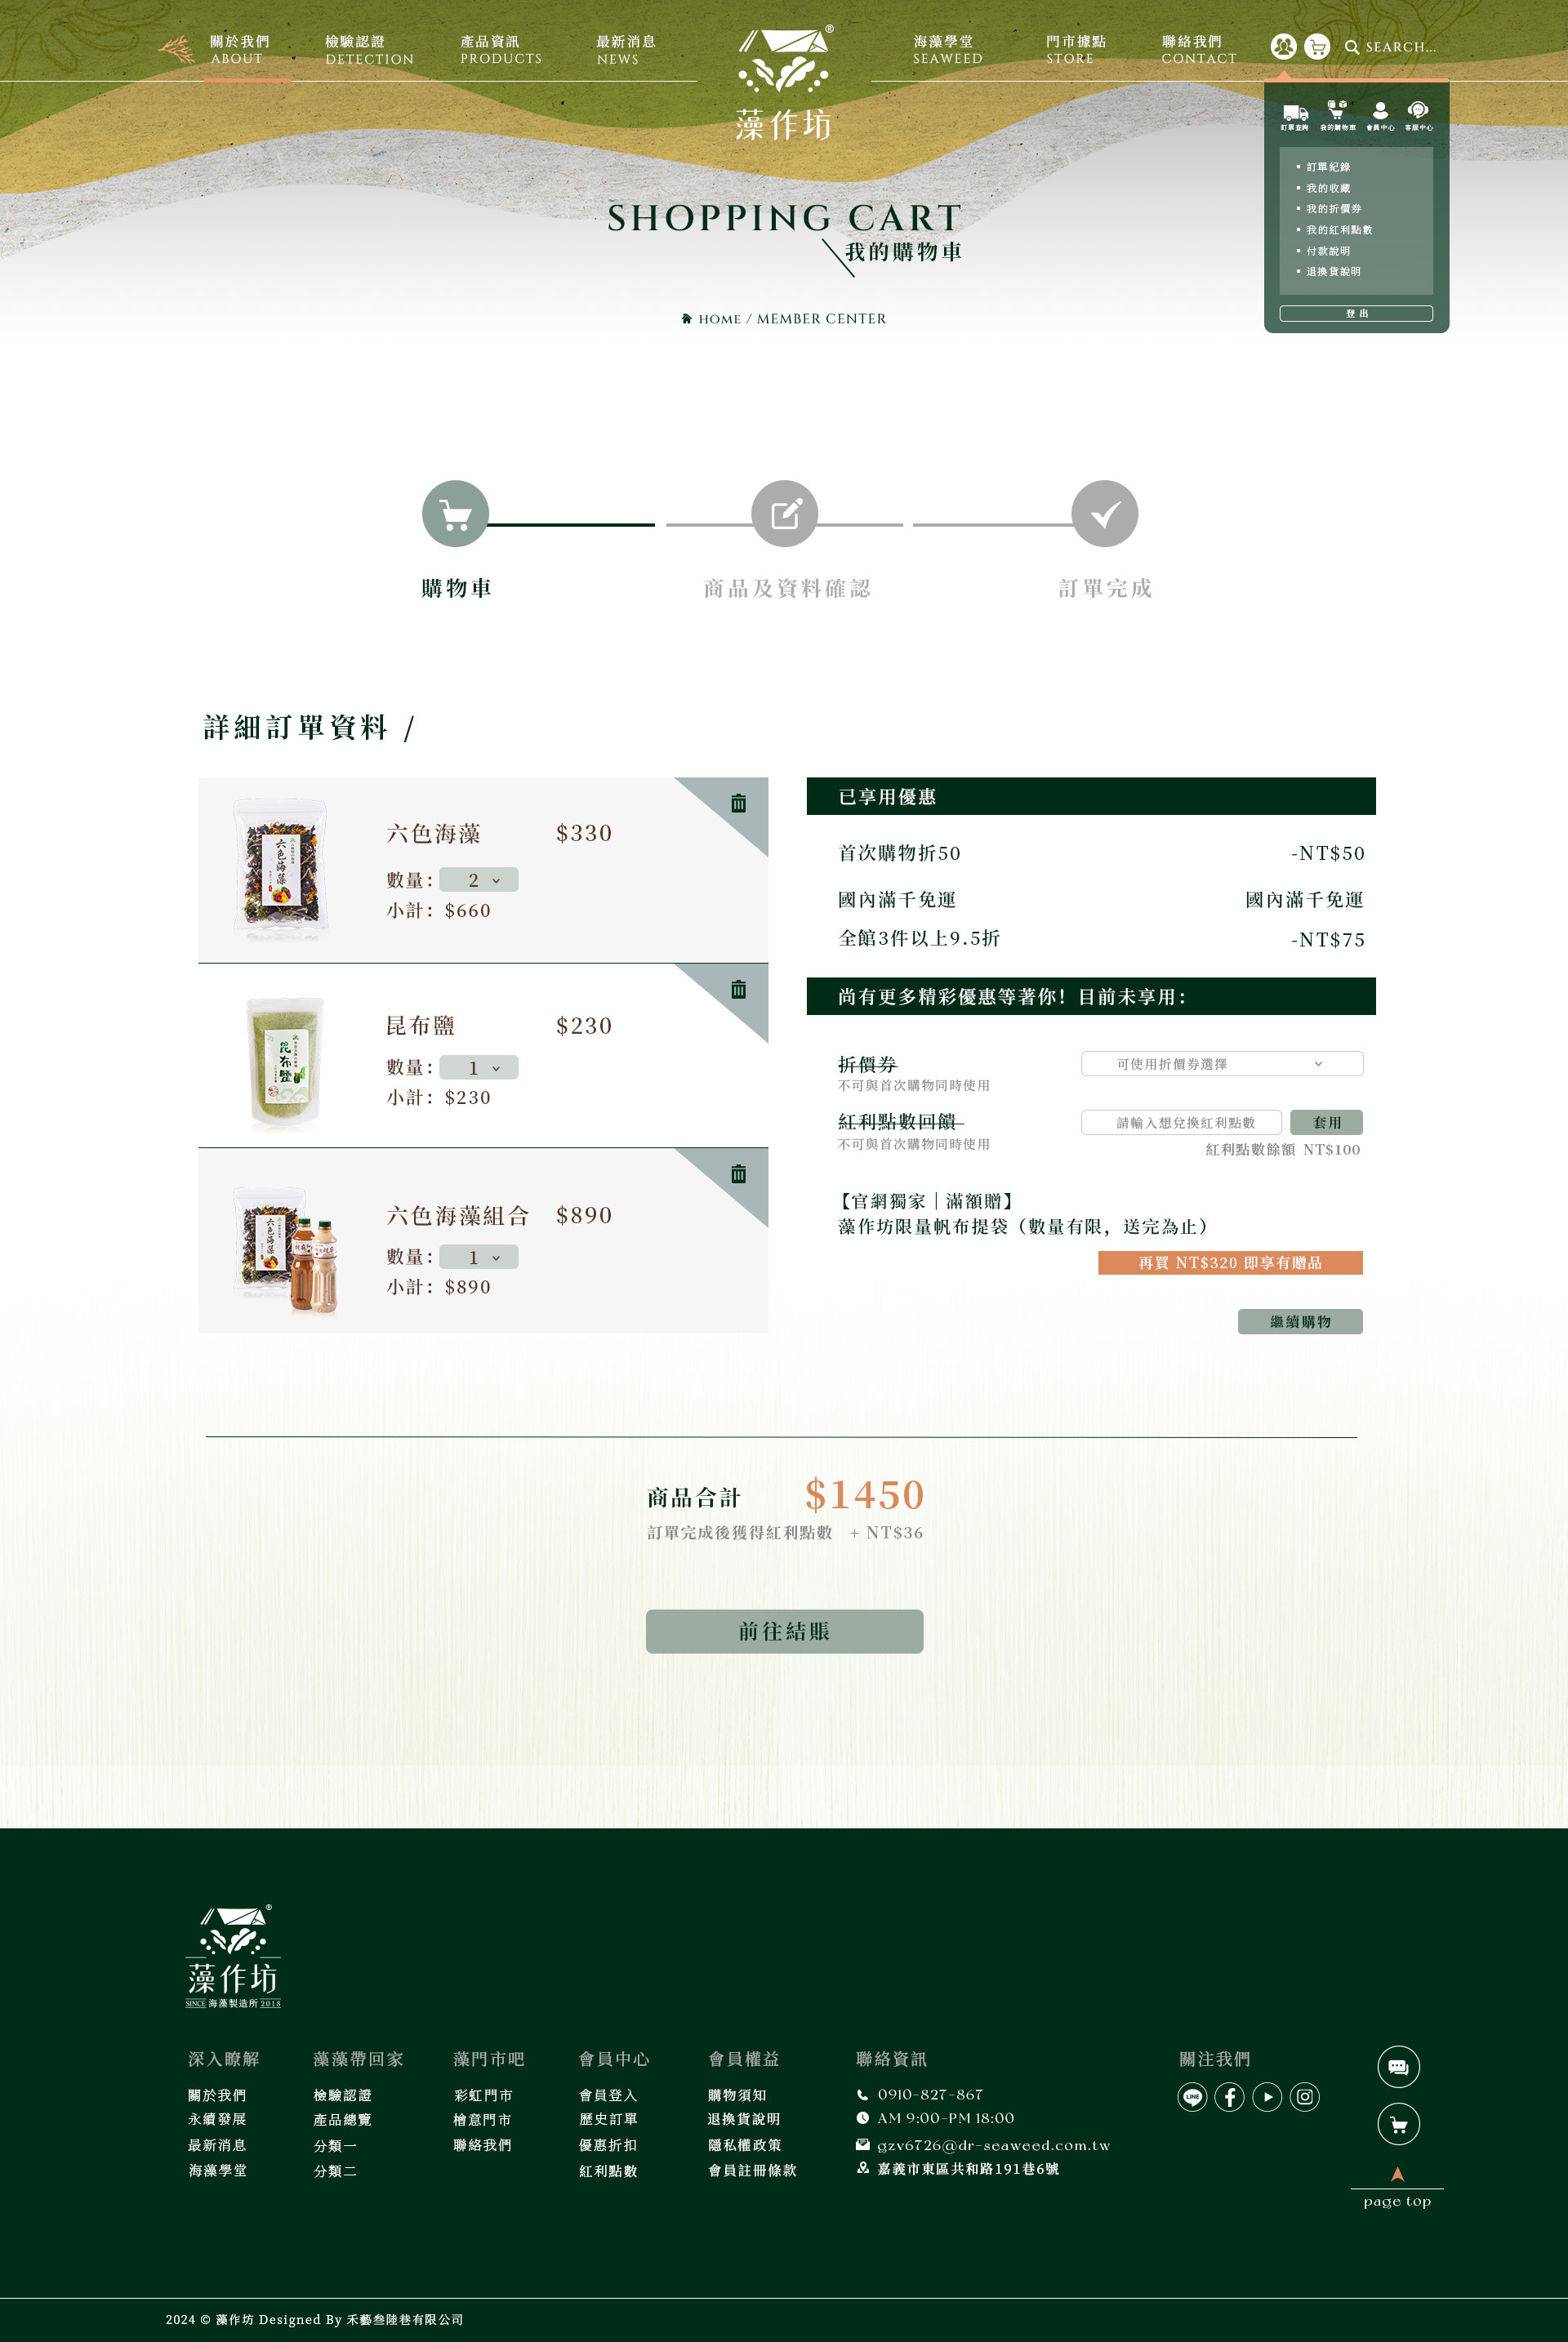 關於我們
ABOUT
檢驗認證
DETECTION
產品資訊
PRODUCTS
最新消息
NEWS
藻作坊
®
海藻學堂
SEAWEED
門市據點
STORE
聯絡我們
CONTACT
SEARCH...
訂單查詢 我的購物車 會員中心 客服中心
訂單紀錄
我的收藏
我的折價券
我的紅利點數
付款說明
退換貨說明
登出
SHOPPING CART
我的購物車
HOME / MEMBER CENTER
購物車
商品及資料確認
訂單完成
詳細訂單資料 /
六色海藻
六色海藻 $330
數量： 2
小計： $660
昆布鹽
昆布鹽 $230
數量： 1
小計： $230
六色海藻
六色海藻組合 $890
數量： 1
小計： $890
已享用優惠
首次購物折50 -NT$50
國內滿千免運 國內滿千免運
全館3件以上9.5折 -NT$75
尚有更多精彩優惠等著你！目前未享用：
折價券 可使用折價券選擇
不可與首次購物同時使用
紅利點數回饋 請輸入想兌換紅利點數 套用
不可與首次購物同時使用 紅利點數餘額 NT$100
【官網獨家｜滿額贈】
藻作坊限量帆布提袋（數量有限，送完為止）
再買 NT$320 即享有贈品
繼續購物
商品合計 $1450
訂單完成後獲得紅利點數 + NT$36
前往結賬
®
藻作坊
SINCE 海藻製造所 2018
深入瞭解
關於我們
永續發展
最新消息
海藻學堂
藻藻帶回家
檢驗認證
產品總覽
分類一
分類二
藻門市吧
彩虹門市
檜意門市
聯絡我們
會員中心
會員登入
歷史訂單
優惠折扣
紅利點數
會員權益
購物須知
退換貨說明
隱私權政策
會員註冊條款
聯絡資訊
0910-827-867
AM 9:00-PM 18:00
gzv6726@dr-seaweed.com.tw
嘉義市東區共和路191巷6號
關注我們
LINE
page top
2024 © 藻作坊 Designed By 禾藝叁陸巷有限公司